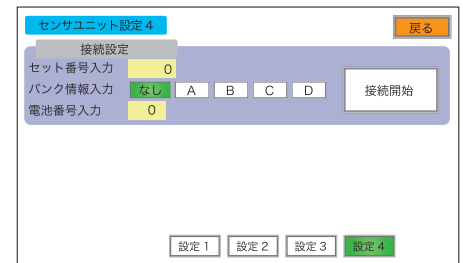 センサユニット設定4
戻る
接続設定
セット番号入力 0
バンク情報入力 なし A B C D
電池番号入力 0
接続開始
設定1 設定2 設定3 設定4